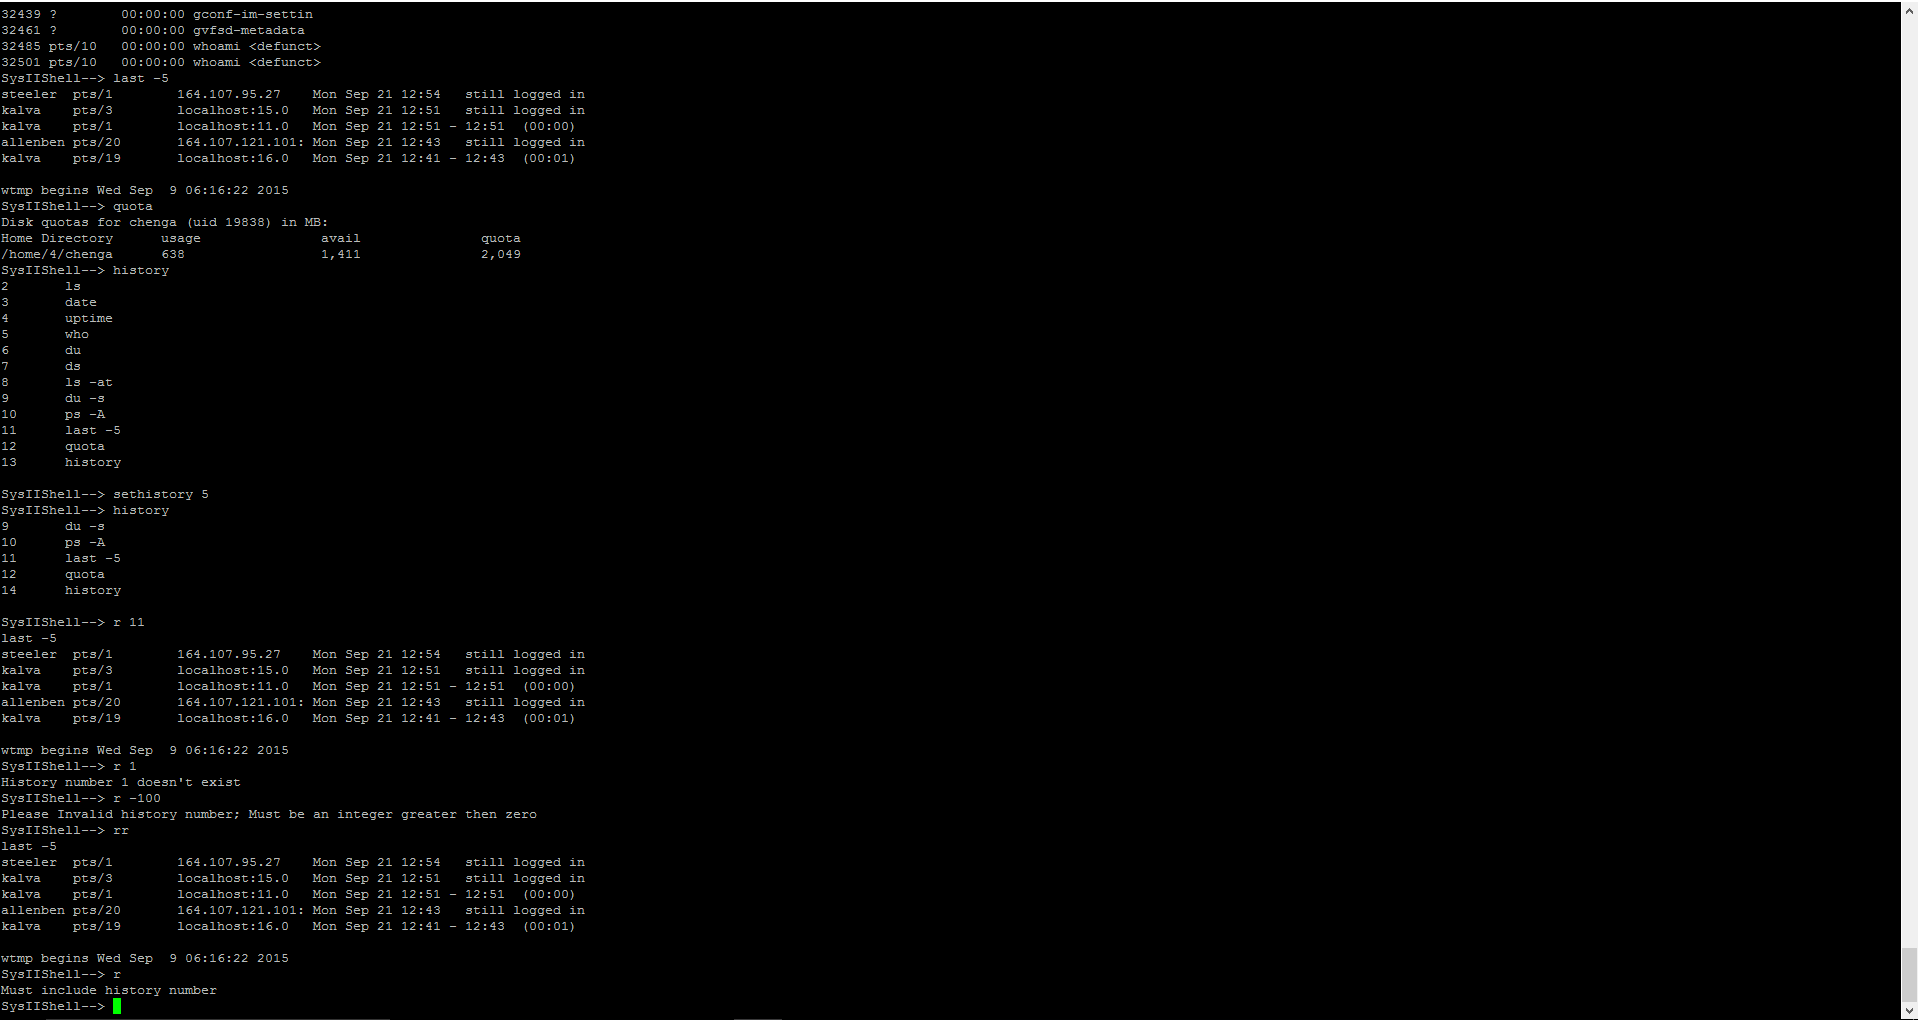 32439 ?        00:00:00 gconf-im-settin
32461 ?        00:00:00 gvfsd-metadata
32485 pts/10   00:00:00 whoami <defunct>
32501 pts/10   00:00:00 whoami <defunct>
SysIIShell--> last -5
steeler  pts/1        164.107.95.27    Mon Sep 21 12:54   still logged in
kalva    pts/3        localhost:15.0   Mon Sep 21 12:51   still logged in
kalva    pts/1        localhost:11.0   Mon Sep 21 12:51 - 12:51  (00:00)
allenben pts/20       164.107.121.101: Mon Sep 21 12:43   still logged in
kalva    pts/19       localhost:16.0   Mon Sep 21 12:41 - 12:43  (00:01)

wtmp begins Wed Sep  9 06:16:22 2015
SysIIShell--> quota
Disk quotas for chenga (uid 19838) in MB:
Home Directory      usage               avail               quota
/home/4/chenga      638                 1,411               2,049
SysIIShell--> history
2       ls
3       date
4       uptime
5       who
6       du
7       ds
8       ls -at
9       du -s
10      ps -A
11      last -5
12      quota
13      history

SysIIShell--> sethistory 5
SysIIShell--> history
9       du -s
10      ps -A
11      last -5
12      quota
14      history

SysIIShell--> r 11
last -5
steeler  pts/1        164.107.95.27    Mon Sep 21 12:54   still logged in
kalva    pts/3        localhost:15.0   Mon Sep 21 12:51   still logged in
kalva    pts/1        localhost:11.0   Mon Sep 21 12:51 - 12:51  (00:00)
allenben pts/20       164.107.121.101: Mon Sep 21 12:43   still logged in
kalva    pts/19       localhost:16.0   Mon Sep 21 12:41 - 12:43  (00:01)

wtmp begins Wed Sep  9 06:16:22 2015
SysIIShell--> r 1
History number 1 doesn't exist
SysIIShell--> r -100
Please Invalid history number; Must be an integer greater then zero
SysIIShell--> rr
last -5
steeler  pts/1        164.107.95.27    Mon Sep 21 12:54   still logged in
kalva    pts/3        localhost:15.0   Mon Sep 21 12:51   still logged in
kalva    pts/1        localhost:11.0   Mon Sep 21 12:51 - 12:51  (00:00)
allenben pts/20       164.107.121.101: Mon Sep 21 12:43   still logged in
kalva    pts/19       localhost:16.0   Mon Sep 21 12:41 - 12:43  (00:01)

wtmp begins Wed Sep  9 06:16:22 2015
SysIIShell--> r
Must include history number
SysIIShell-->